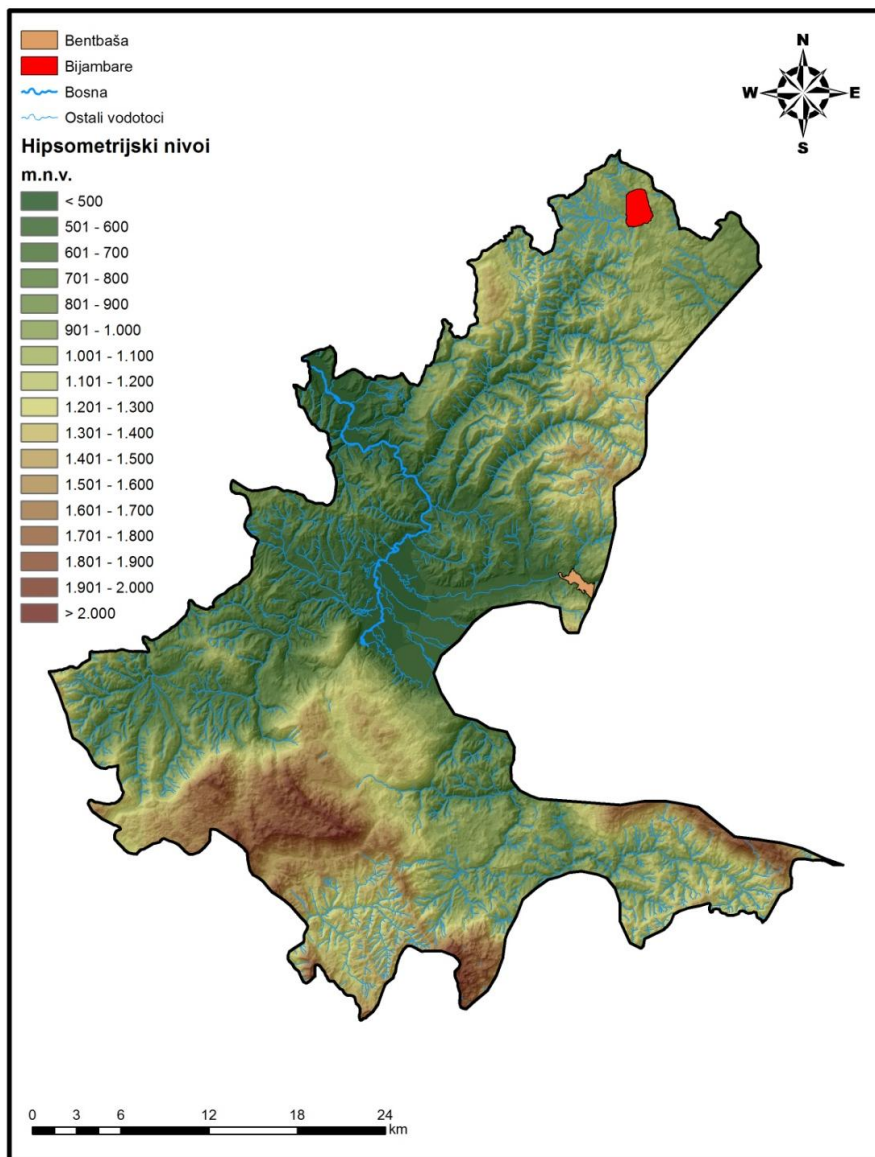 Bentbaša
Bijambare
Bosna
Ostali vodotoci
Hipsometrijski nivoi
m.n.v.
< 500
501 - 600
601 - 700
701 - 800
801 - 900
901 - 1.000
1.001 - 1.100
1.101 - 1.200
1.201 - 1.300
1.301 - 1.400
1.401 - 1.500
1.501 - 1.600
1.601 - 1.700
1.701 - 1.800
1.801 - 1.900
1.901 - 2.000
> 2.000
N
W E
S
0 3 6 12 18 24
km